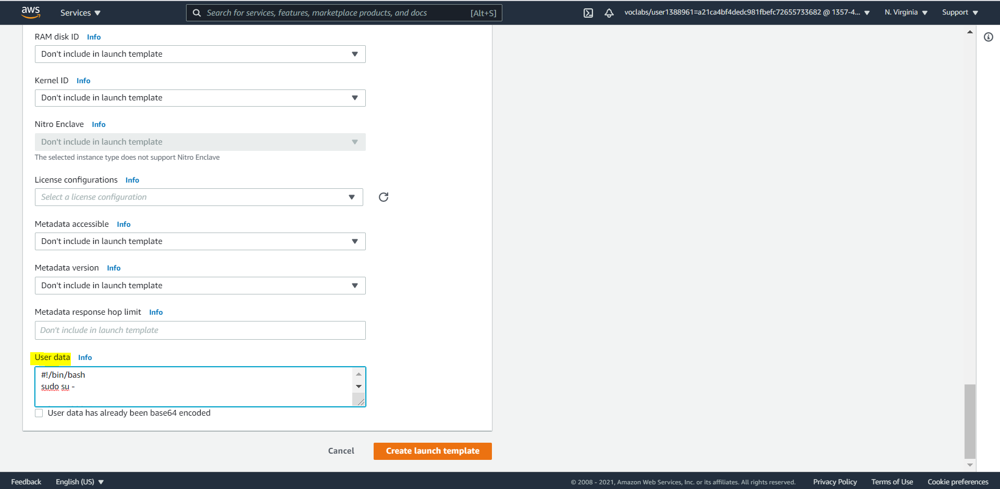 aws
Services
Search for services, features, marketplace products, and docs [Alt+S]
voclabs/user1388961=a21ca4bf4dedc981fbefc72655733682 @ 1357-4...
N. Virginia
Support
RAM disk ID Info
Don't include in launch template
Kernel ID Info
Don't include in launch template
Nitro Enclave Info
Don't include in launch template
The selected instance type does not support Nitro Enclave
License configurations Info
Select a license configuration
Metadata accessible Info
Don't include in launch template
Metadata version Info
Don't include in launch template
Metadata response hop limit Info
Don't include in launch template
User data Info
#!/bin/bash
sudo su -
User data has already been base64 encoded
Cancel
Create launch template
Feedback
English (US)
© 2008 - 2021, Amazon Web Services, Inc. or its affiliates. All rights reserved.
Privacy Policy
Terms of Use
Cookie preferences